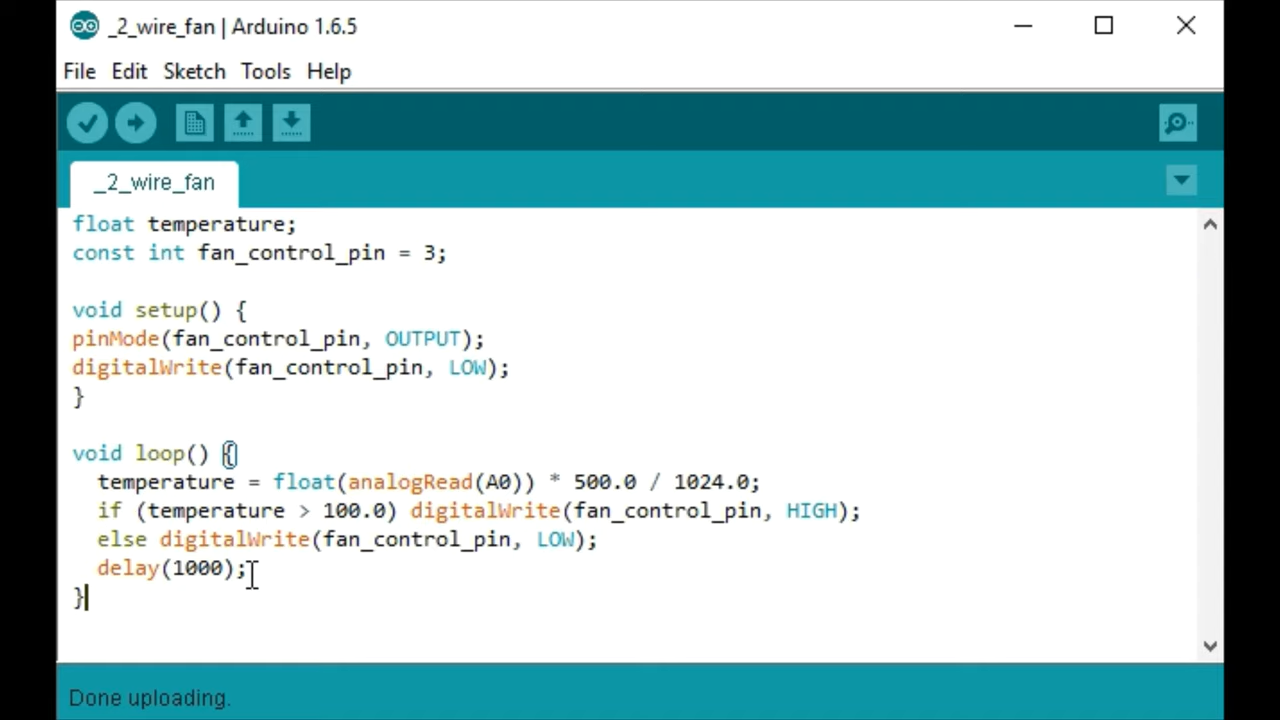 _2_wire_fan | Arduino 1.6.5
File Edit Sketch Tools Help
_2_wire_fan
float temperature;
const int fan_control_pin = 3;
void setup() {
pinMode(fan_control_pin, OUTPUT);
digitalWrite(fan_control_pin, LOW);
}
void loop() {
temperature = float(analogRead(A0)) * 500.0 / 1024.0;
if (temperature > 100.0) digitalWrite(fan_control_pin, HIGH);
else digitalWrite(fan_control_pin, LOW);
delay(1000);
}
Done uploading.